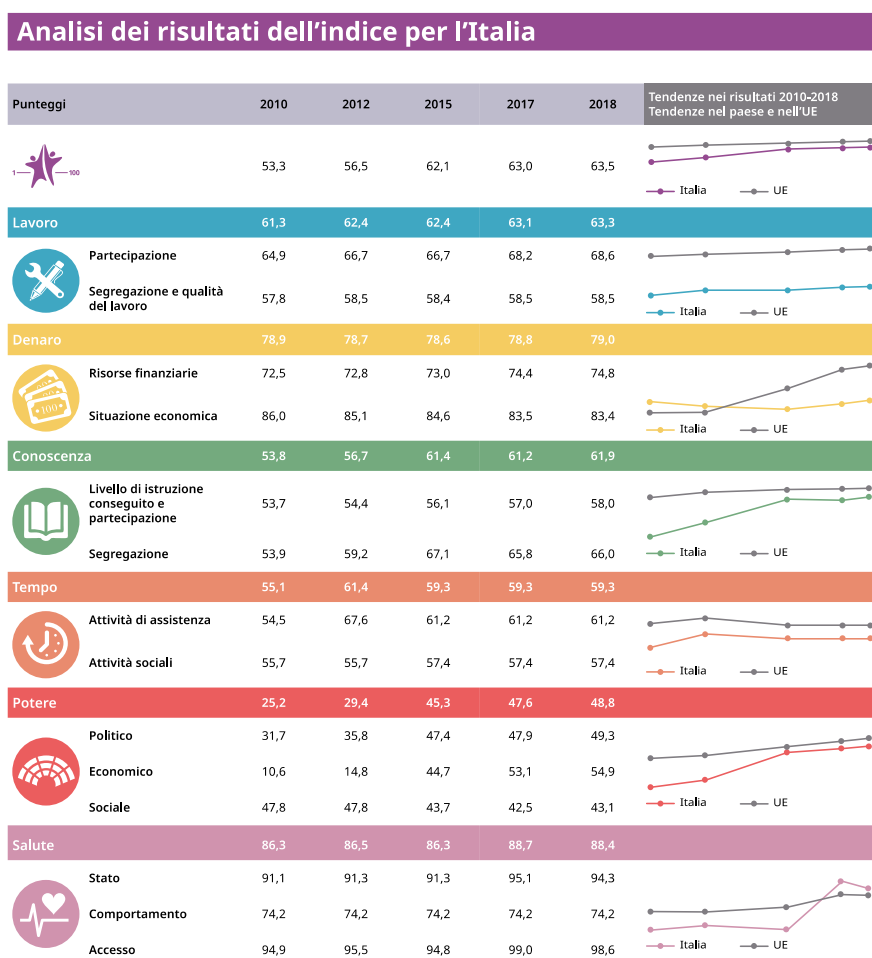 Analisi dei risultati dell'indice per l'Italia
Punteggi 2010 2012 2015 2017 2018 Tendenze nei risultati 2010-2018
Tendenze nel paese e nell'UE
1 100 53,3 56,5 62,1 63,0 63,5
Italia UE
Lavoro 61,3 62,4 62,4 63,1 63,3
Partecipazione 64,9 66,7 66,7 68,2 68,6
Segregazione e qualità
del lavoro 57,8 58,5 58,4 58,5 58,5
Italia UE
Denaro 78,9 78,7 78,6 78,8 79,0
Risorse finanziarie 72,5 72,8 73,0 74,4 74,8
100
Situazione economica 86,0 85,1 84,6 83,5 83,4
Italia UE
Conoscenza 53,8 56,7 61,4 61,2 61,9
Livello di istruzione
conseguito e
partecipazione 53,7 54,4 56,1 57,0 58,0
Segregazione 53,9 59,2 67,1 65,8 66,0
Italia UE
Tempo 55,1 61,4 59,3 59,3 59,3
Attività di assistenza 54,5 67,6 61,2 61,2 61,2
Attività sociali 55,7 55,7 57,4 57,4 57,4
Italia UE
Potere 25,2 29,4 45,3 47,6 48,8
Politico 31,7 35,8 47,4 47,9 49,3
Economico 10,6 14,8 44,7 53,1 54,9
Sociale 47,8 47,8 43,7 42,5 43,1
Italia UE
Salute 86,3 86,5 86,3 88,7 88,4
Stato 91,1 91,3 91,3 95,1 94,3
Comportamento 74,2 74,2 74,2 74,2 74,2
Accesso 94,9 95,5 94,8 99,0 98,6
Italia UE